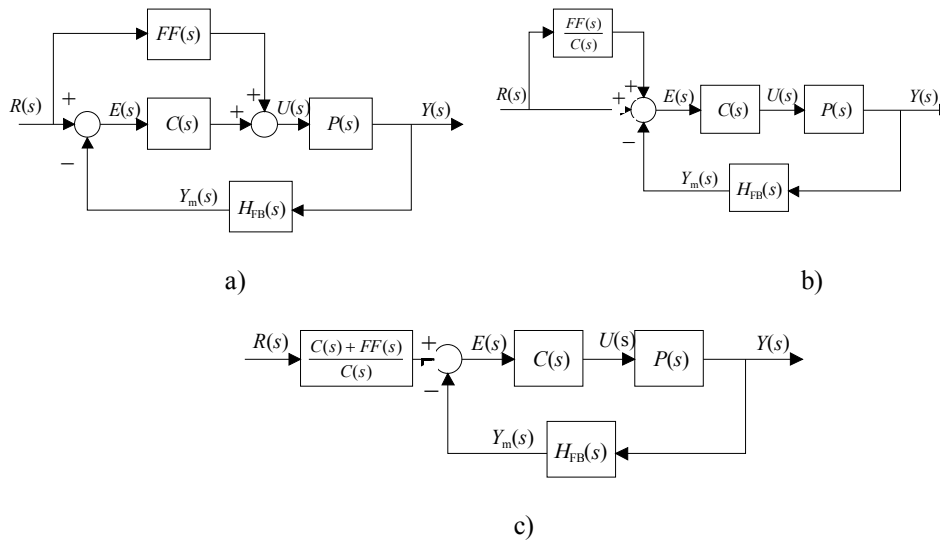 FF(s)
R(s) + E(s) C(s) + + U(s) P(s) Y(s)
−
Y_m(s) H_FB(s)
a)
FF(s)
C(s)
R(s) + + E(s) C(s) U(s) P(s) Y(s)
−
Y_m(s) H_FB(s)
b)
R(s) C(s) + FF(s)
C(s)
+ E(s) C(s) U(s) P(s) Y(s)
−
Y_m(s) H_FB(s)
c)